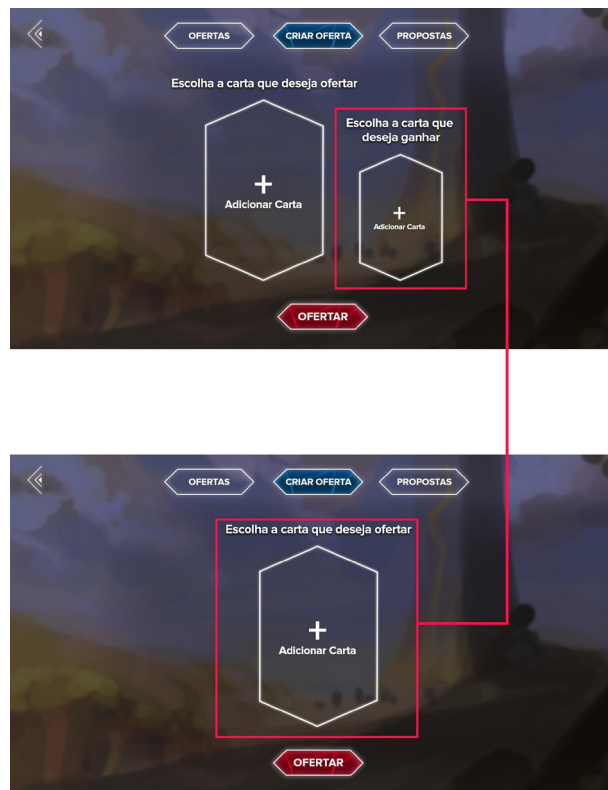 OFERTAS
CRIAR OFERTA
PROPOSTAS
Escolha a carta que deseja ofertar
Adicionar Carta
Escolha a carta que
deseja ganhar
Adicionar Carta
OFERTAR
OFERTAS
CRIAR OFERTA
PROPOSTAS
Escolha a carta que deseja ofertar
Adicionar Carta
OFERTAR